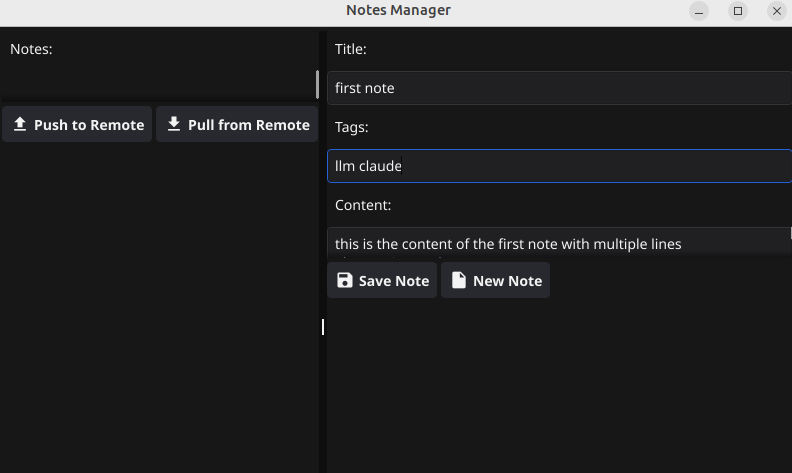 Notes Manager
Notes:
Push to Remote
Pull from Remote
Title:
first note
Tags:
llm claude
Content:
this is the content of the first note with multiple lines
Save Note
New Note